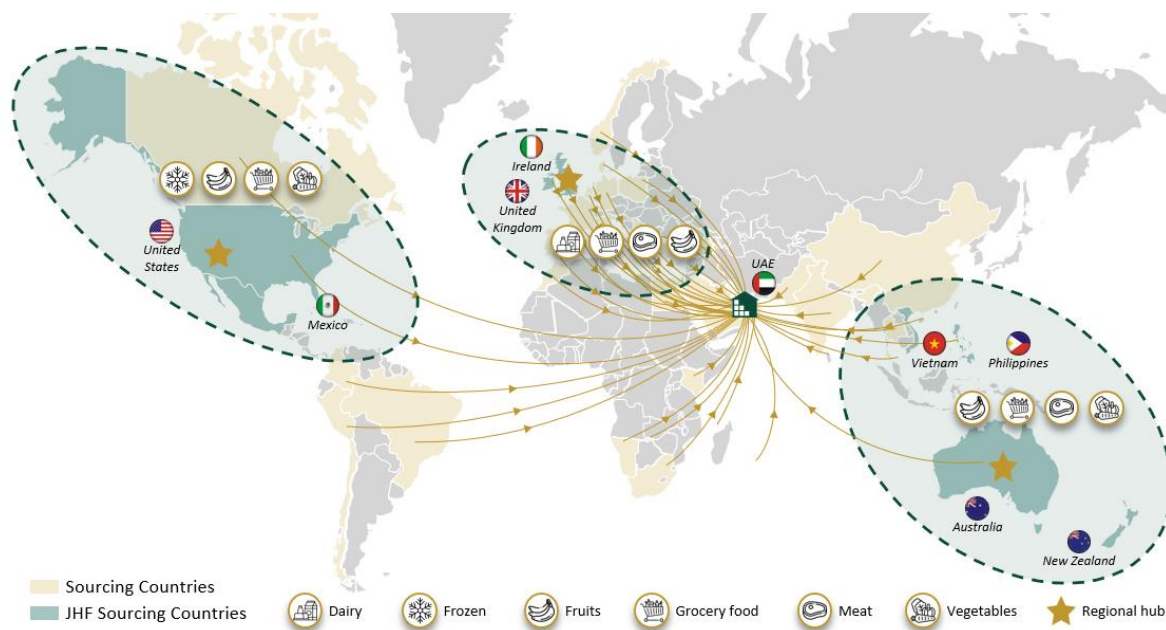 Ireland
United
Kingdom
United
States
Mexico
UAE
Vietnam
Philippines
Australia
New Zealand
Sourcing Countries
JHF Sourcing Countries
Dairy
Frozen
Fruits
Grocery food
Meat
Vegetables
Regional hub